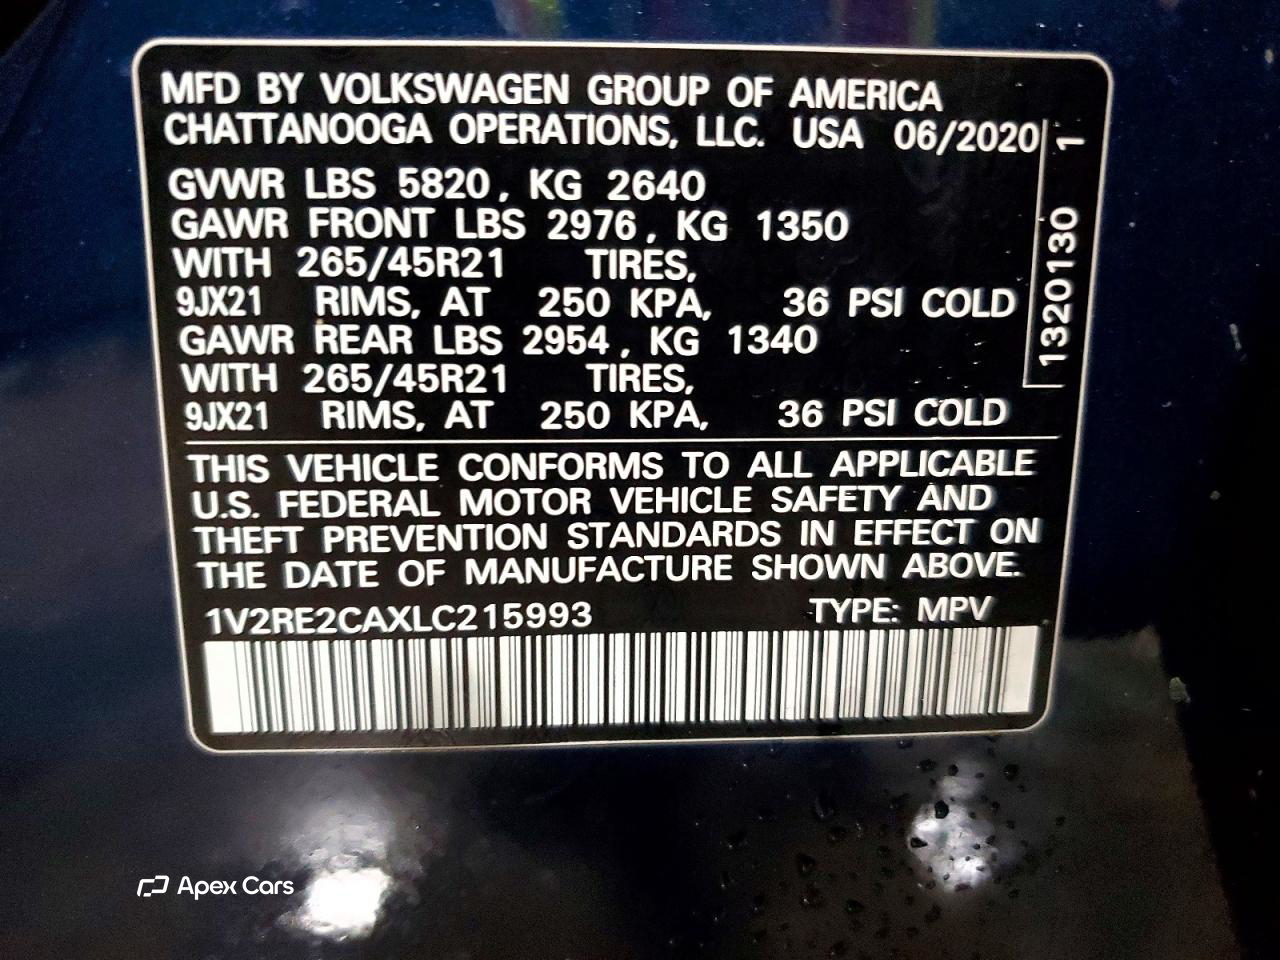 MFD BY VOLKSWAGEN GROUP OF AMERICA
CHATTANOOGA OPERATIONS, LLC. USA 06/2020
GVWR LBS 5820, KG 2640
GAWR FRONT LBS 2976, KG 1350
WITH 265/45R21 TIRES,
9JX21 RIMS, AT 250 KPA, 36 PSI COLD
GAWR REAR LBS 2954, KG 1340
WITH 265/45R21 TIRES,
9JX21 RIMS, AT 250 KPA, 36 PSI COLD
1320130 1
THIS VEHICLE CONFORMS TO ALL APPLICABLE
U.S. FEDERAL MOTOR VEHICLE SAFETY AND
THEFT PREVENTION STANDARDS IN EFFECT ON
THE DATE OF MANUFACTURE SHOWN ABOVE.
1V2RE2CAXLC215993 TYPE: MPV
Apex Cars